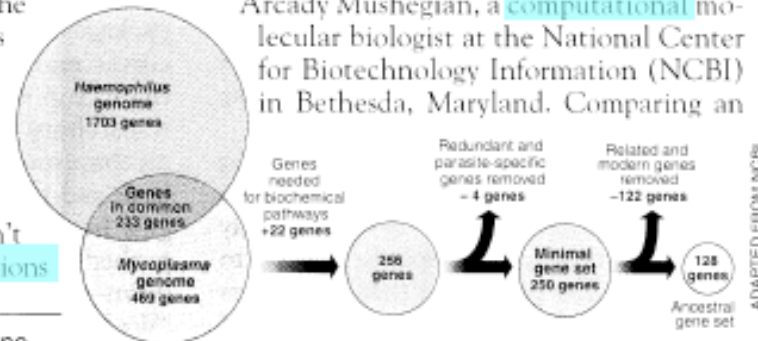 Arcady Mushegian, a computational mo-
lecular biologist at the National Center
for Biotechnology Information (NCBI)
in Bethesda, Maryland. Comparing an
Haemophilus
genome
1703 genes
Genes
in common
233 genes
Mycoplasma
genome
469 genes
Genes
needed
for biochemical
pathways
+22 genes
256
genes
Redundant and
parasite-specific
genes removed
– 4 genes
Minimal
gene set
250 genes
Related and
modern genes
removed
–122 genes
128
genes
Ancestral
gene set
ADAPTED FROM NCBI